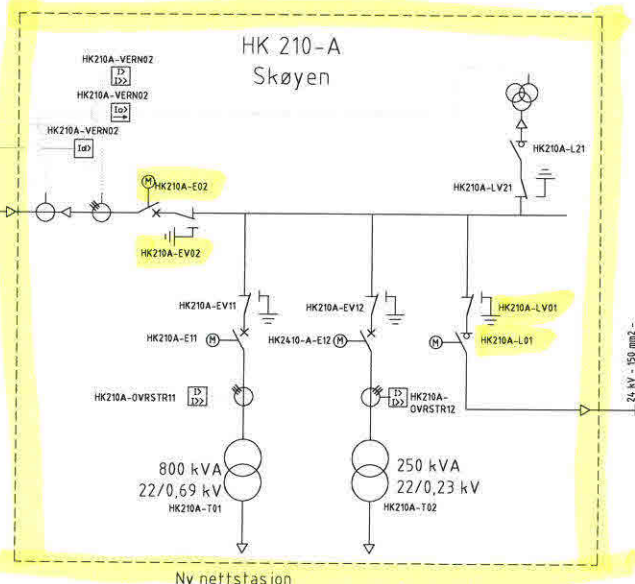 HK 210-A
Skøyen
HK210A-VERN02
I>
I>>
HK210A-VERN02
Io>
HK210A-VERN02
Io>
HK210A-L21
HK210A-LV21
M
HK210A-E02
HK210A-EV02
HK210A-EV11
HK210A-EV12
HK210A-LV01
HK210A-E11
M
HK2410-A-E12
M
M
HK210A-L01
HK210A-OVRSTR11
I>
I>>
I>
I>>
HK210A-
OVRSTR12
24 kV - 150 mm2 -
800 kVA
22/0,69 kV
HK210A-T01
250 kVA
22/0,23 kV
HK210A-T02
Ny nettstasjon